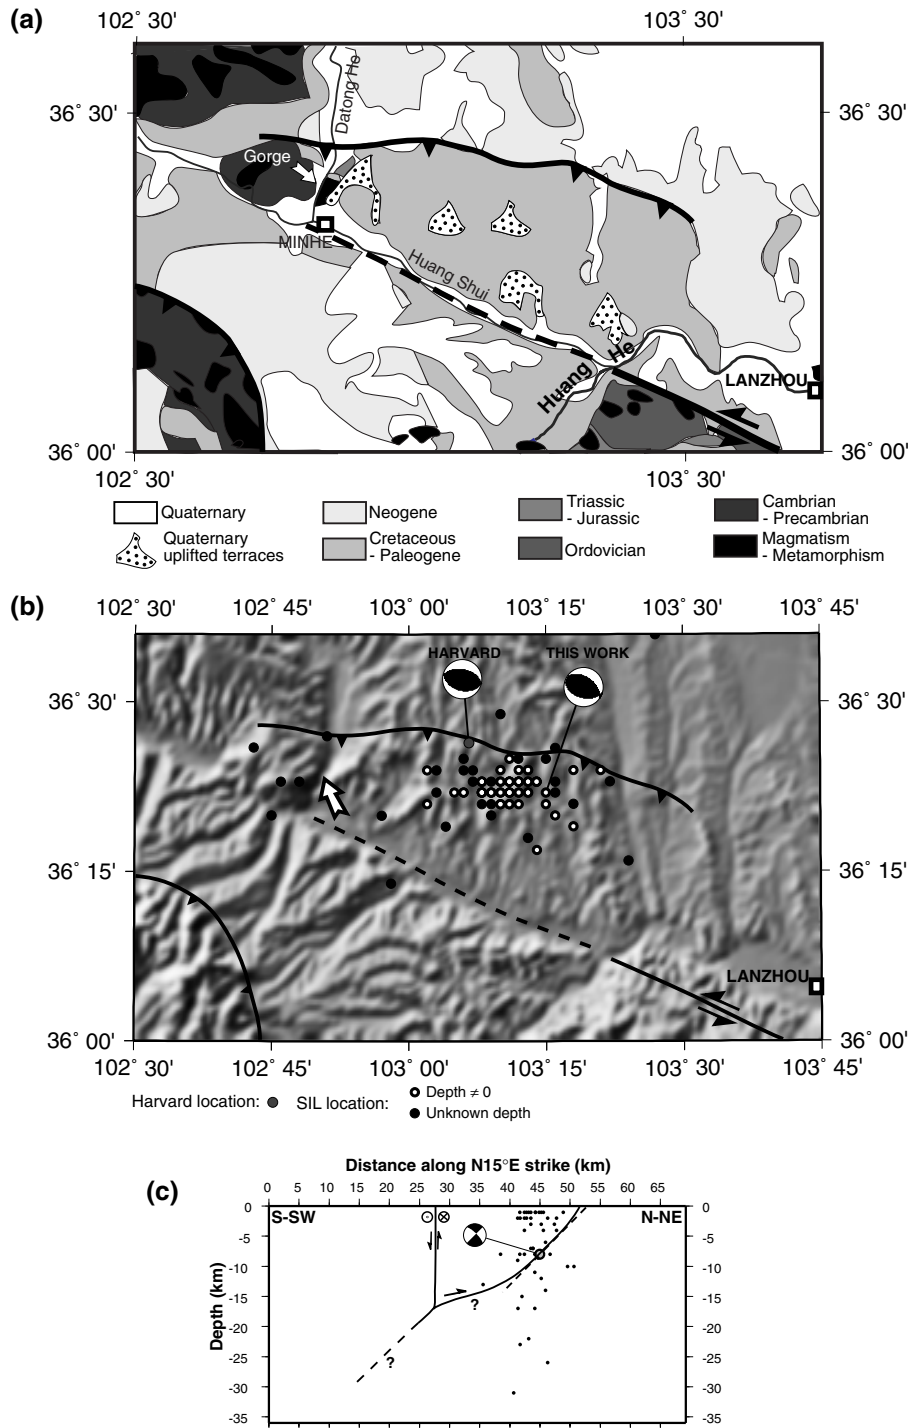 (a)
102° 30'
103° 30'
36° 30'
36° 30'
Datong He
Gorge
MINHE
Huang Shui
Huang He
LANZHOU
36° 00'
36° 00'
102° 30'
103° 30'
Quaternary
Neogene
Triassic
- Jurassic
Cambrian
- Precambrian
Quaternary
uplifted terraces
Cretaceous
- Paleogene
Ordovician
Magmatism
- Metamorphism
(b)
102° 30'
102° 45'
103° 00'
103° 15'
103° 30'
103° 45'
HARVARD
THIS WORK
36° 30'
36° 30'
36° 15'
36° 15'
LANZHOU
36° 00'
36° 00'
102° 30'
102° 45'
103° 00'
103° 15'
103° 30'
103° 45'
Harvard location:
SIL location:
Depth ≠ 0
Unknown depth
Distance along N15°E strike (km)
(c)
0 5 10 15 20 25 30 35 40 45 50 55 60 65
S-SW
N-NE
Depth (km)
0
-5
-10
-15
-20
-25
-30
-35
?
?
0
-5
-10
-15
-20
-25
-30
-35